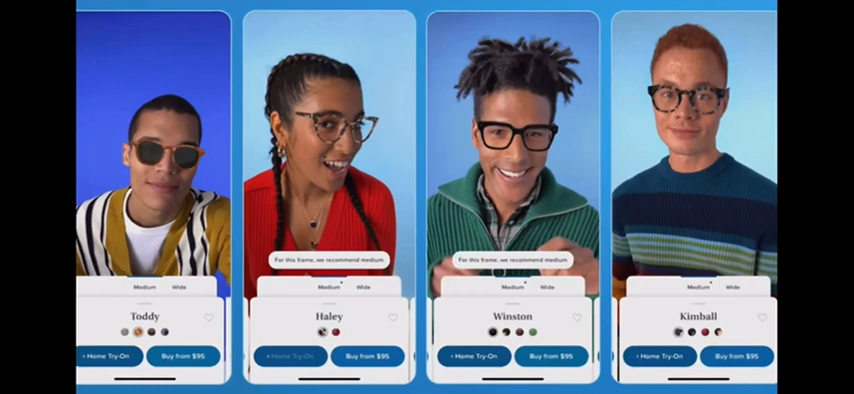 For this frame, we recommend medium
For this frame, we recommend medium
Medium Wide
Medium Wide
Medium Wide
Medium Wide
Toddy
Haley
Winston
Kimball
+ Home Try-On
Buy from $95
+ Home Try-On
Buy from $95
+ Home Try-On
Buy from $95
+ Home Try-On
Buy from $95